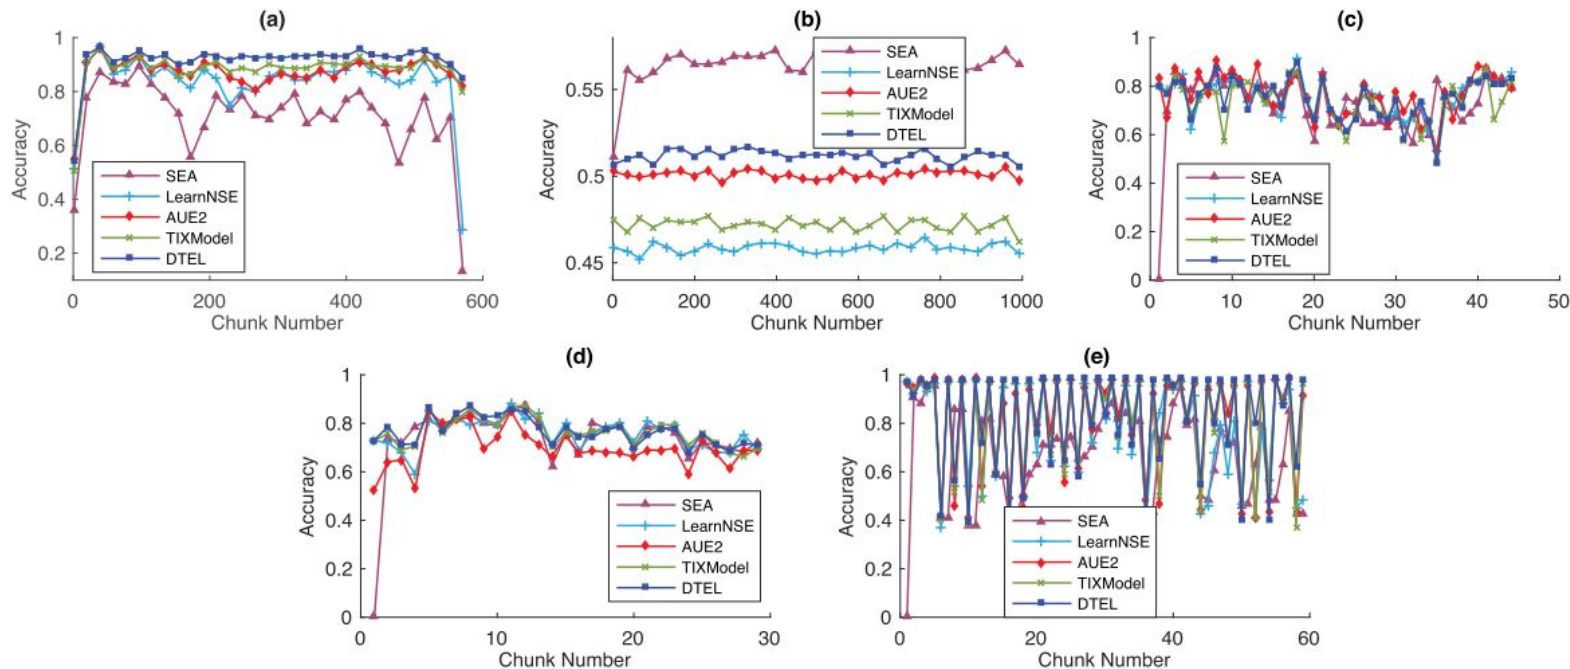 (a)
1
0.8
0.6
0.4
0.2
Accuracy
SEA
LearnNSE
AUE2
TIXModel
DTEL
0
200
400
600
Chunk Number
(b)
0.55
0.5
0.45
Accuracy
SEA
LearnNSE
AUE2
TIXModel
DTEL
0
200
400
600
800
1000
Chunk Number
(c)
1
0.8
0.6
0.4
0.2
0
Accuracy
SEA
LearnNSE
AUE2
TIXModel
DTEL
0
10
20
30
40
50
Chunk Number
(d)
1
0.8
0.6
0.4
0.2
0
Accuracy
SEA
LearnNSE
AUE2
TIXModel
DTEL
0
10
20
30
Chunk Number
(e)
1
0.8
0.6
0.4
0.2
0
Accuracy
SEA
LearnNSE
AUE2
TIXModel
DTEL
0
20
40
60
Chunk Number